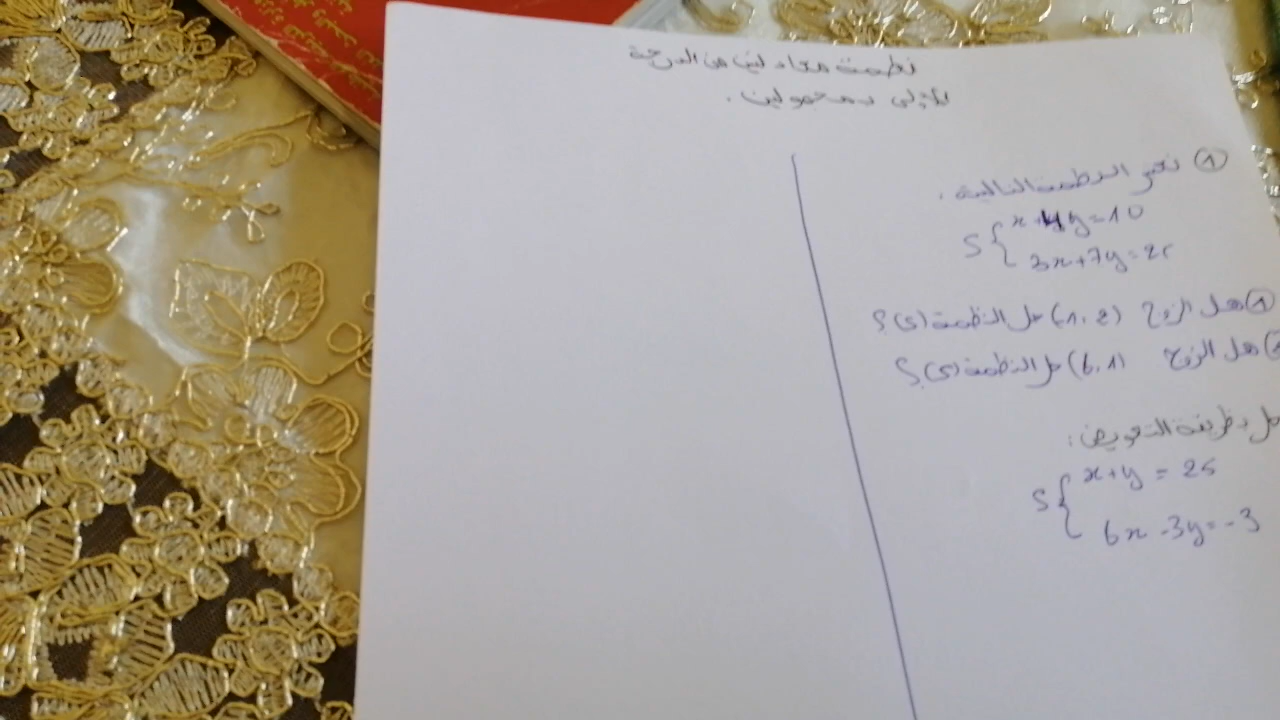 نظمة معادلتين من الدرجة
الأولى بمجهولين.
① نعتبر النظمة التالية.
S { x+4y=10
3x+7y=25
① هل الزوج (-1, 2) حل النظمة (S)؟
هل الزوج (6, 1) حل النظمة (S)؟
حل بطريقة التعويض:
S { x+y = 25
6x -3y=-3